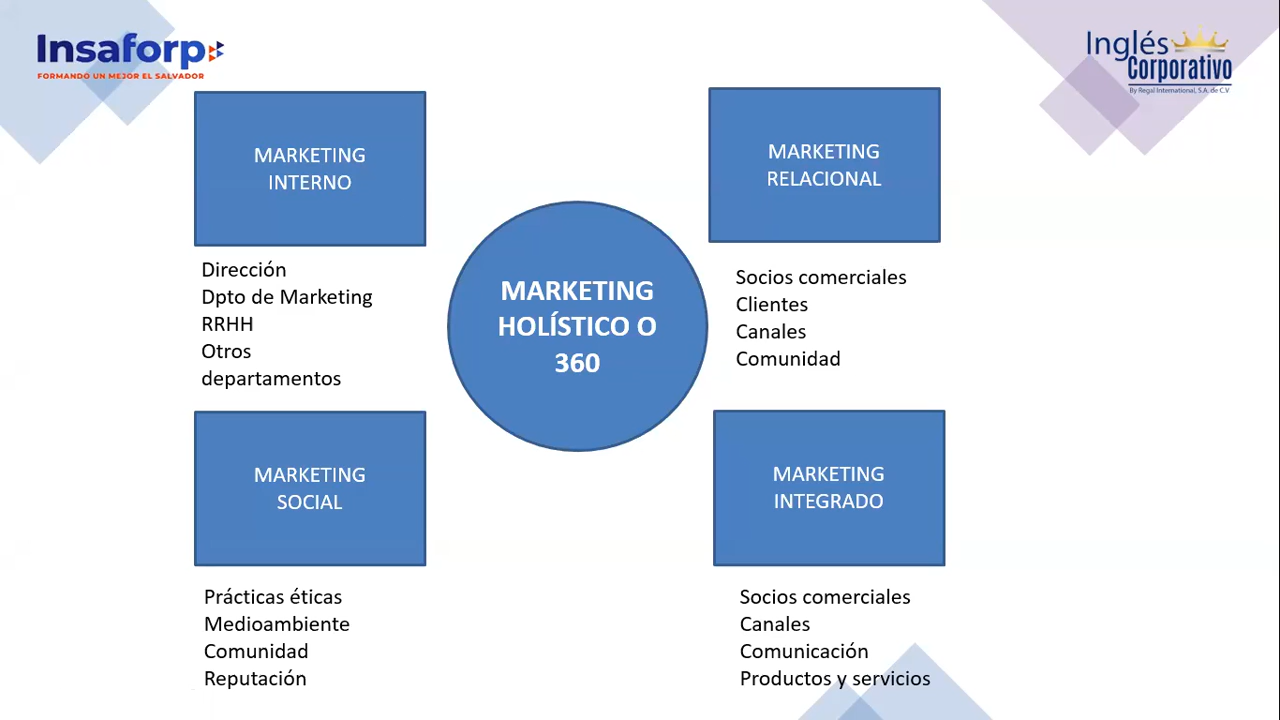 Insaforp
FORMANDO UN MEJOR EL SALVADOR
Inglés
Corporativo
By Regal International, S.A. de C.V
MARKETING
INTERNO
Dirección
Dpto de Marketing
RRHH
Otros
departamentos
MARKETING
RELACIONAL
Socios comerciales
Clientes
Canales
Comunidad
MARKETING
HOLÍSTICO O
360
MARKETING
SOCIAL
Prácticas éticas
Medioambiente
Comunidad
Reputación
MARKETING
INTEGRADO
Socios comerciales
Canales
Comunicación
Productos y servicios